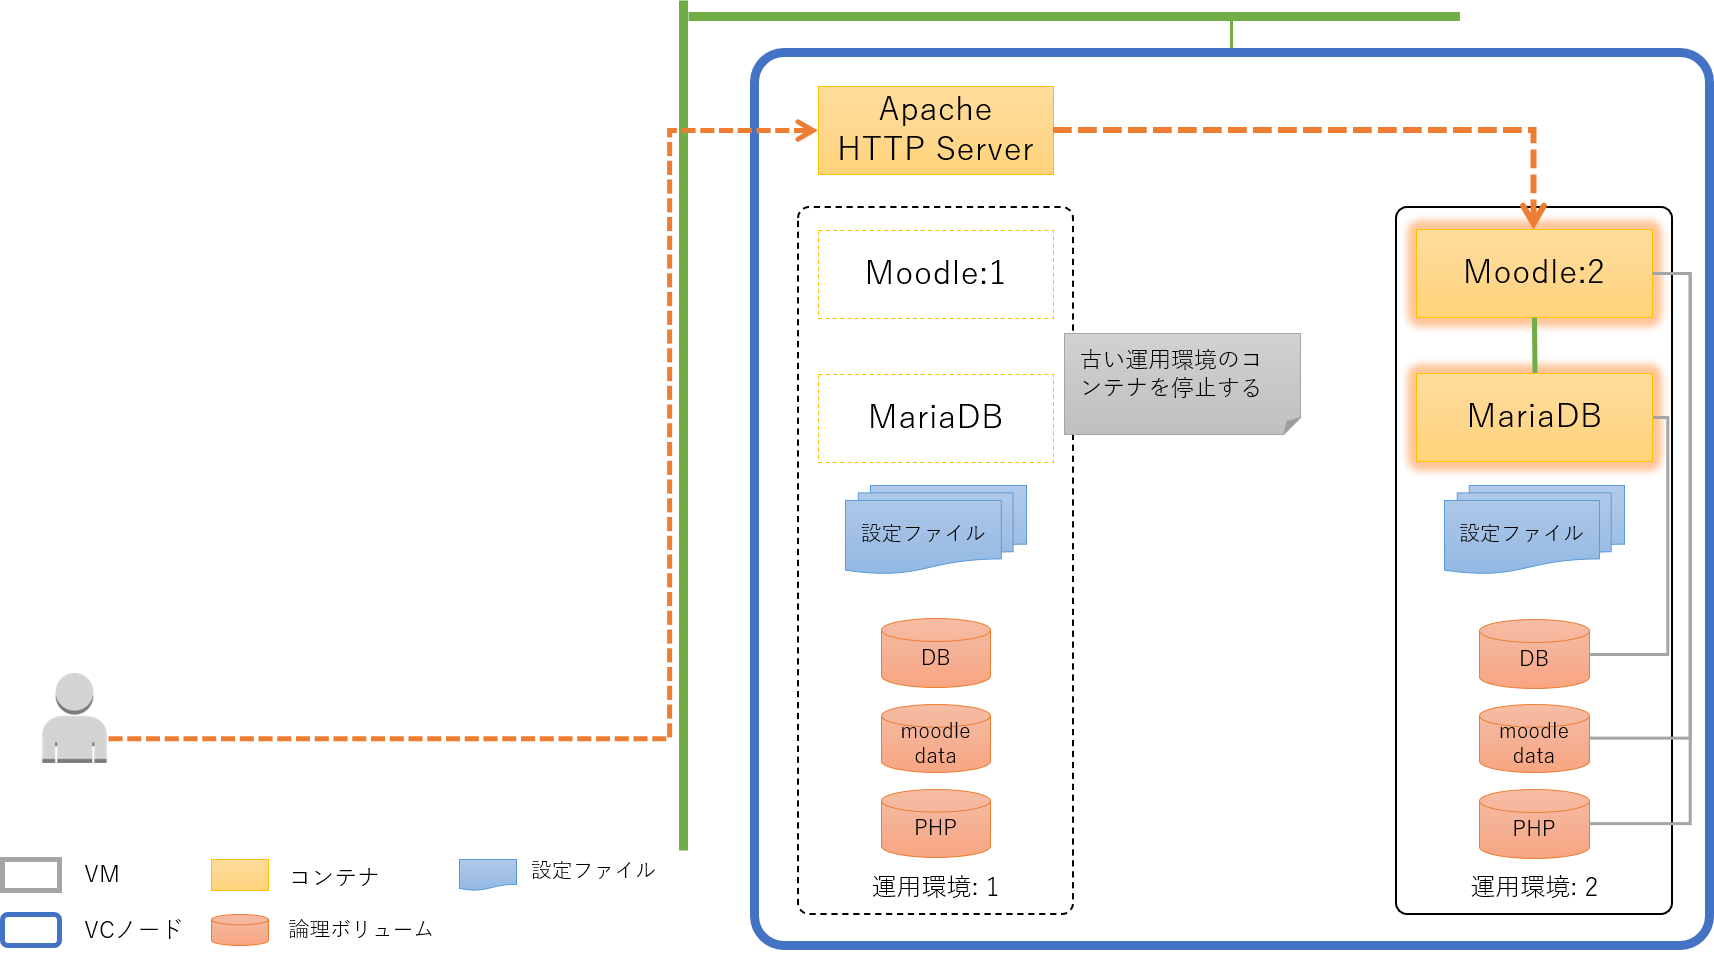 Apache
HTTP Server
Moodle:1
MariaDB
設定ファイル
DB
moodle
data
PHP
運用環境: 1
古い運用環境のコ
ンテナを停止する
Moodle:2
MariaDB
設定ファイル
DB
moodle
data
PHP
運用環境: 2
VM
コンテナ
設定ファイル
VCノード
論理ボリューム